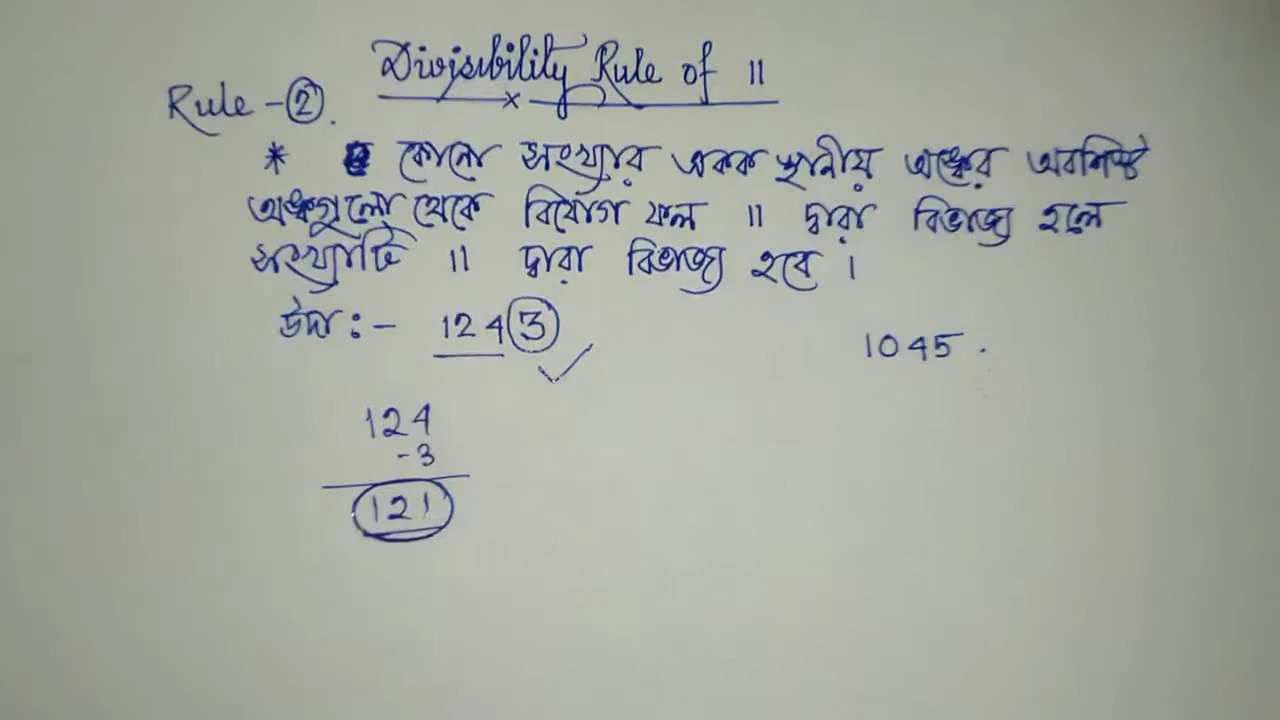 Divisibility Rule of 11
Rule - ②.
* কোনো সংখ্যার একক স্থানীয় অঙ্কের অবশিষ্ট
অঙ্কগুলো থেকে বিয়োগ ফল 11 দ্বারা বিভাজ্য হলে
সংখ্যাটি 11 দ্বারা বিভাজ্য হবে।
উদা:- 1243
1045.
124
-3
121